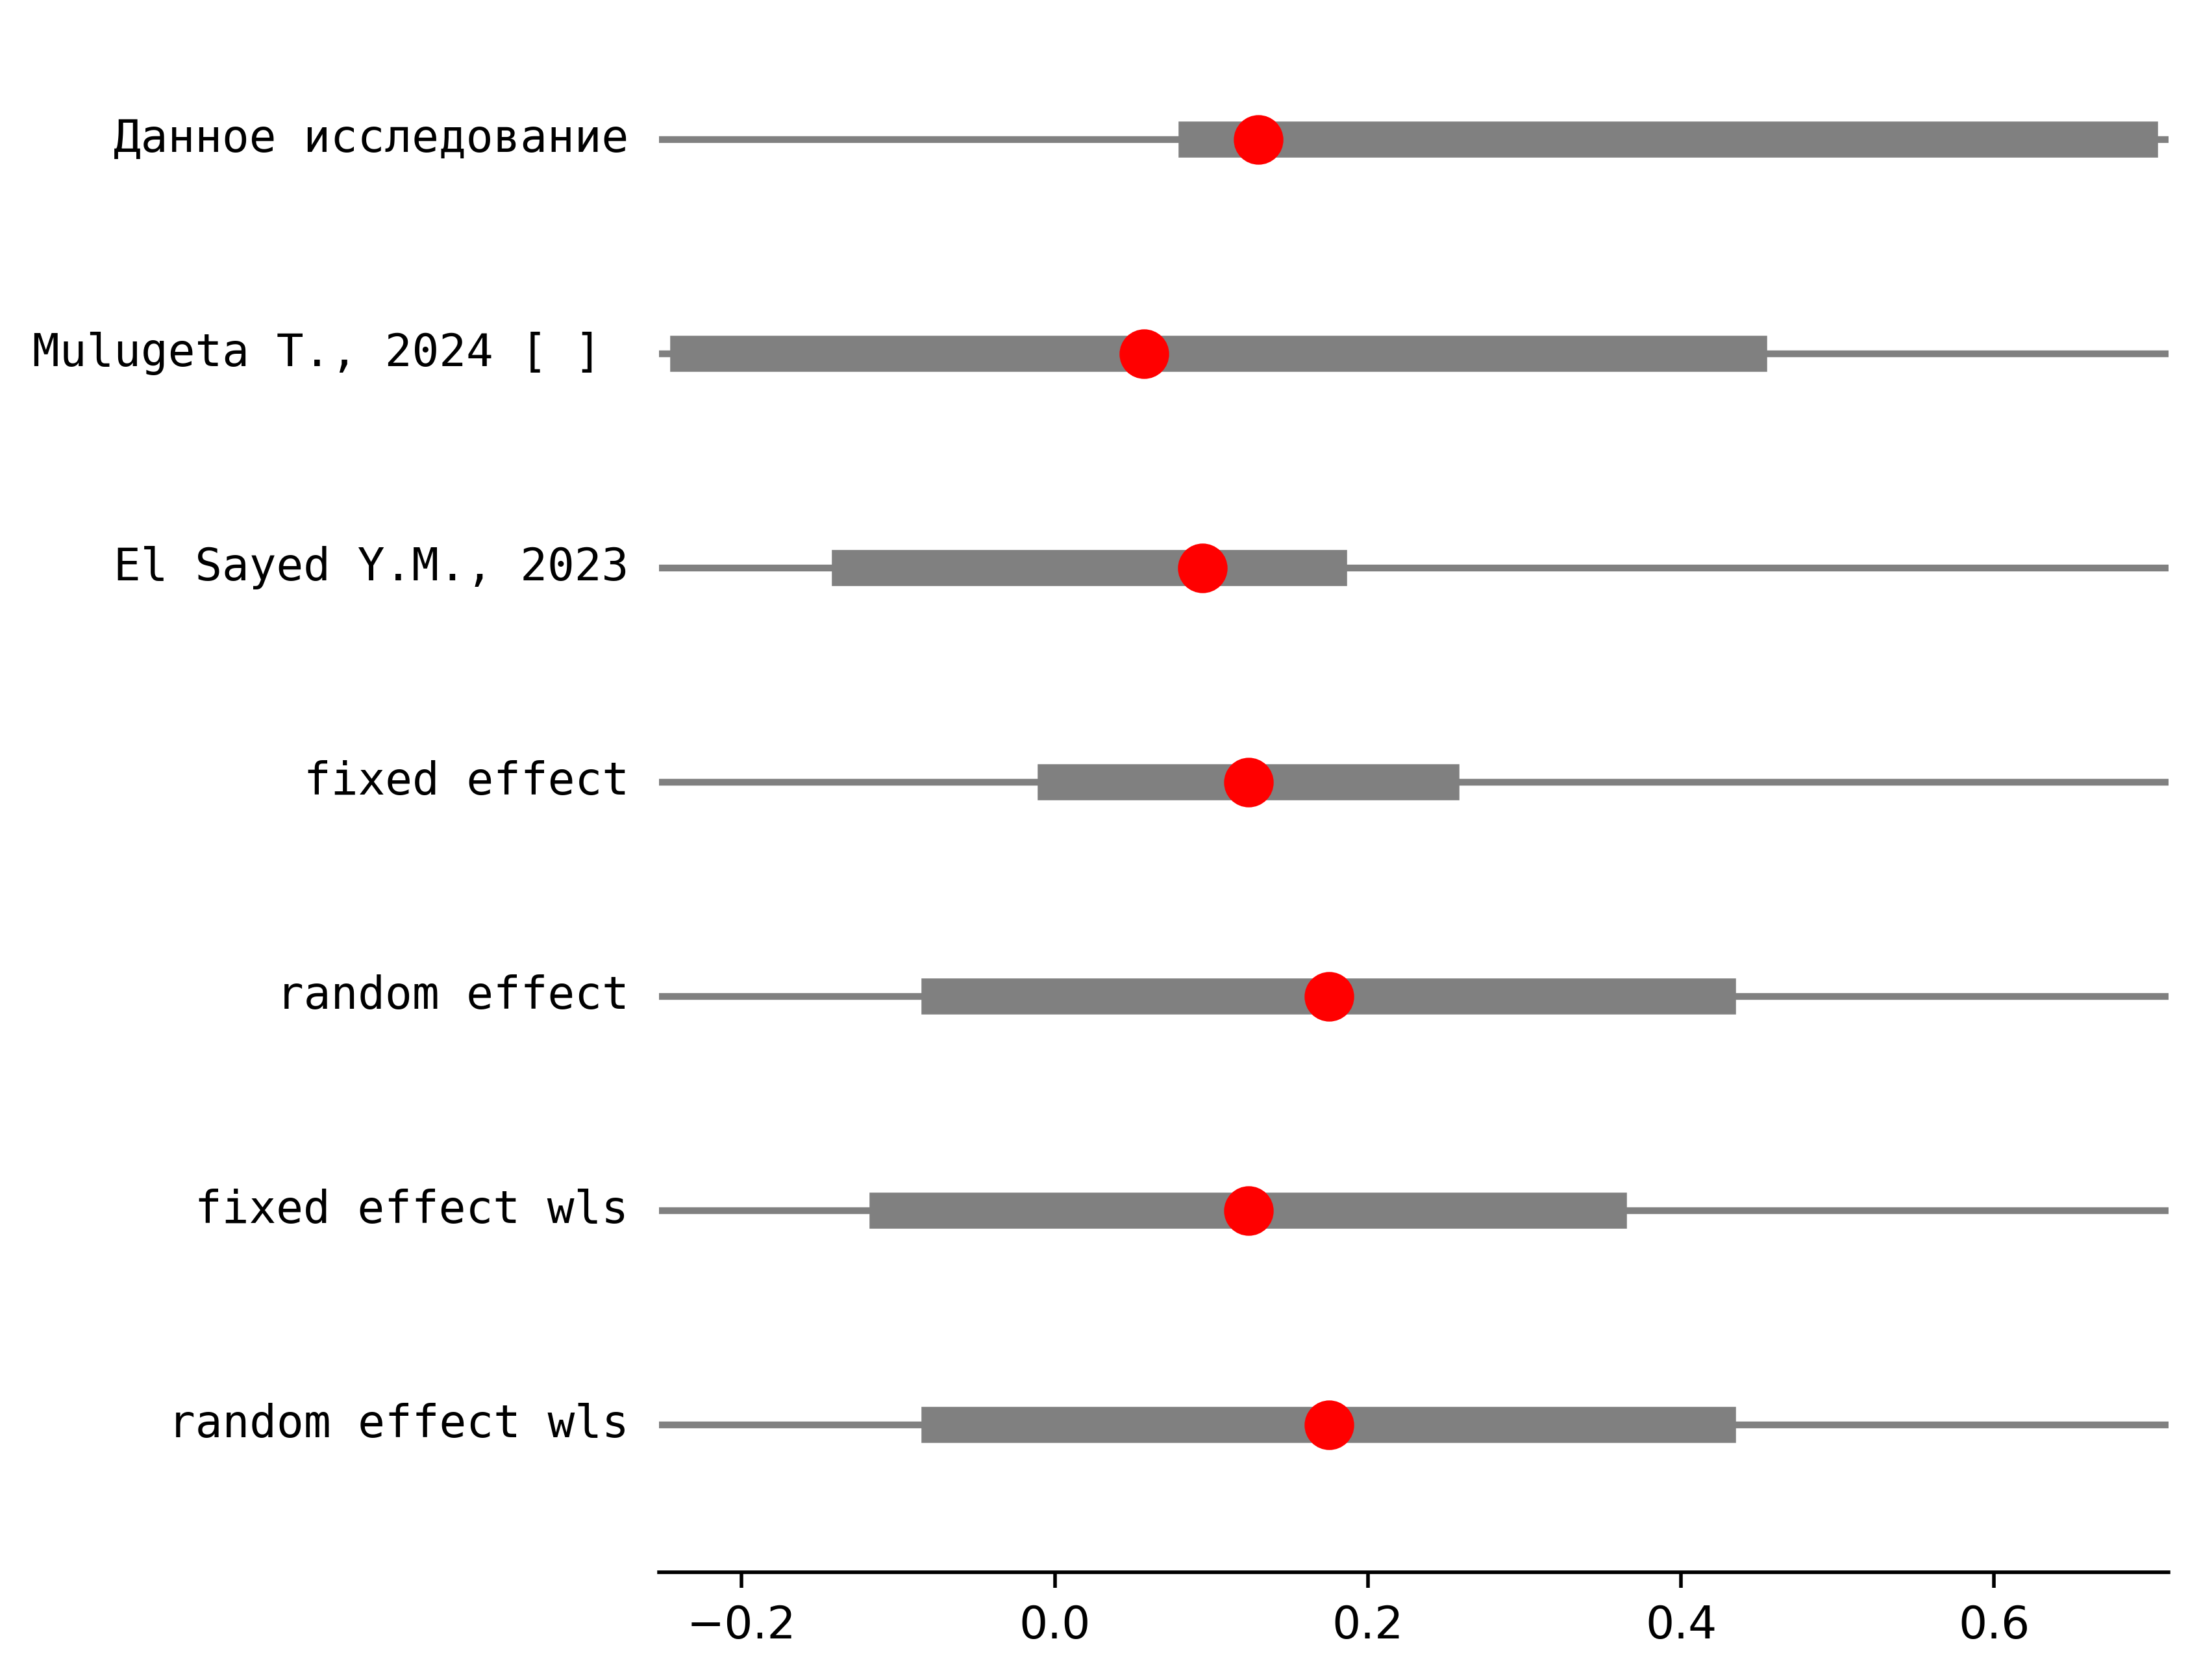 Данное исследование
Mulugeta T., 2024 [ ]
El Sayed Y.M., 2023
fixed effect
random effect
fixed effect wls
random effect wls
−0.2 0.0 0.2 0.4 0.6